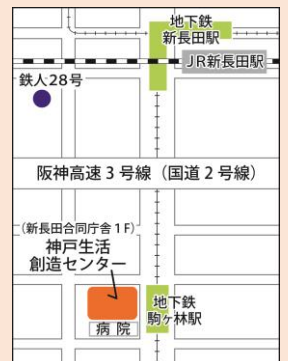 地下鉄
新長田駅
JR新長田駅
鉄人28号
阪神高速3号線（国道2号線）
（新長田合同庁舎1F）
神戸生活
創造センター
地下鉄
駒ヶ林駅
病院